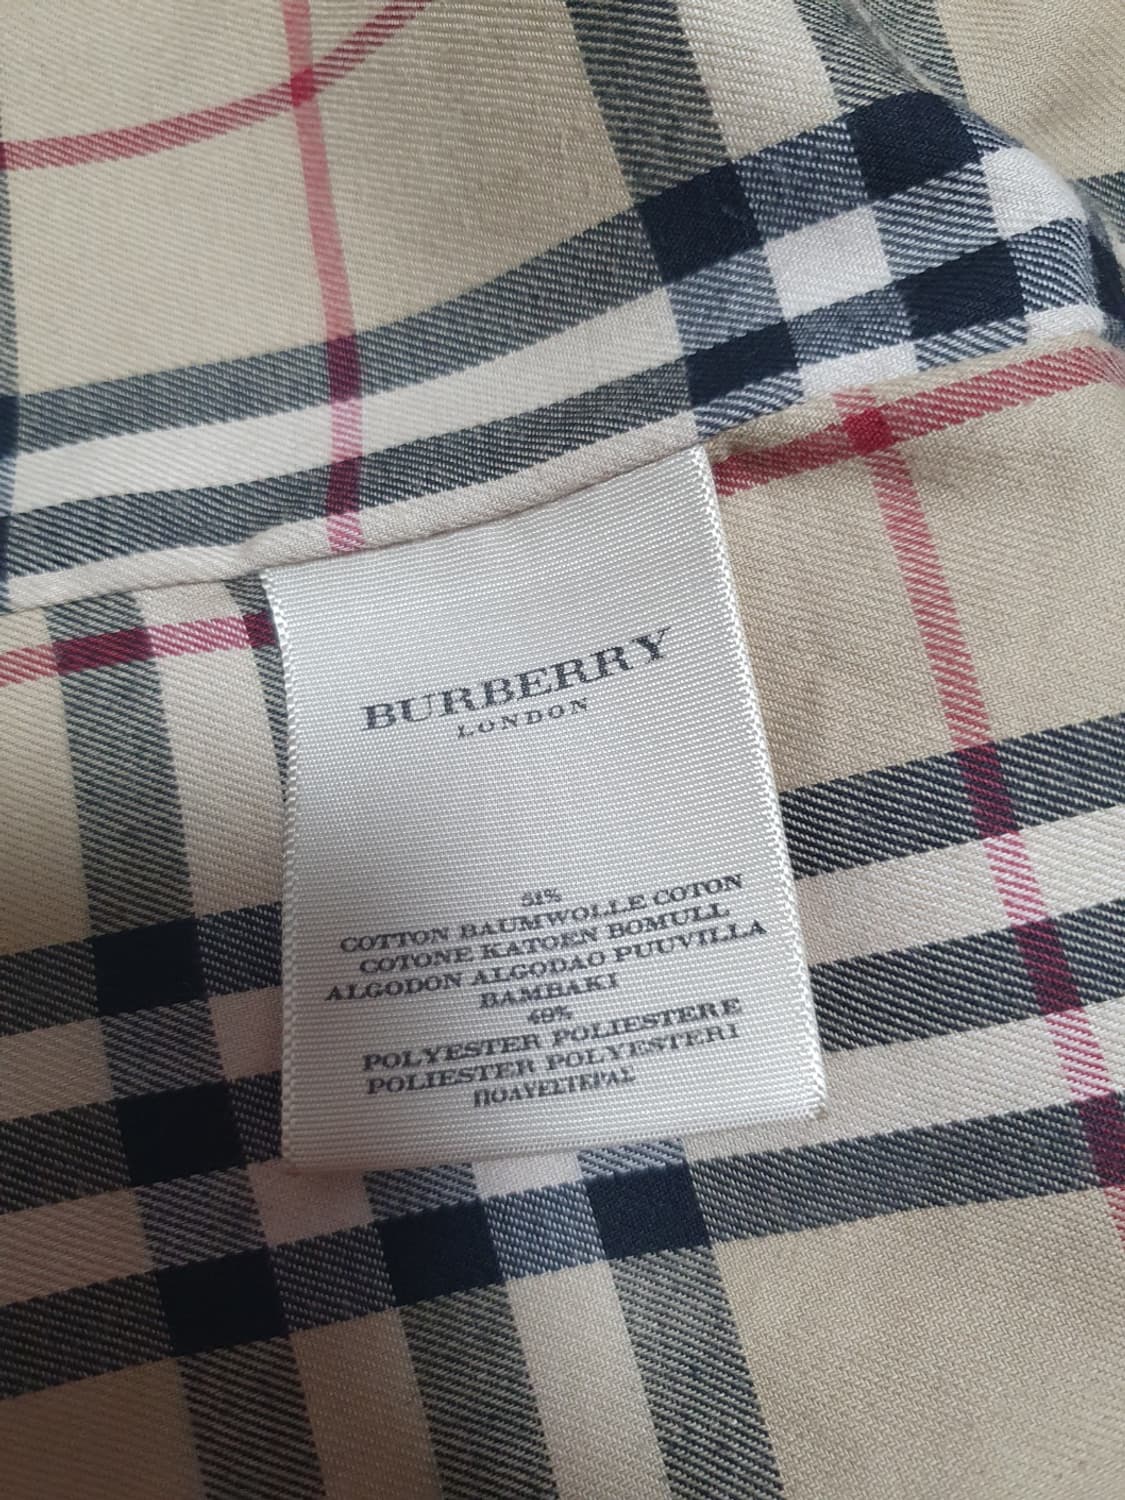 BURBERRY
LONDON
51%
COTTON BAUMWOLLE COTON
COTONE KATOEN BOMULL
ALGODON ALGODAO PUUVILLA
BAMBAKI
49%
POLYESTER POLIESTERE
POLIESTER POLYESTERI
ΠΟΛΥΕΣΤΕΡΑΣ